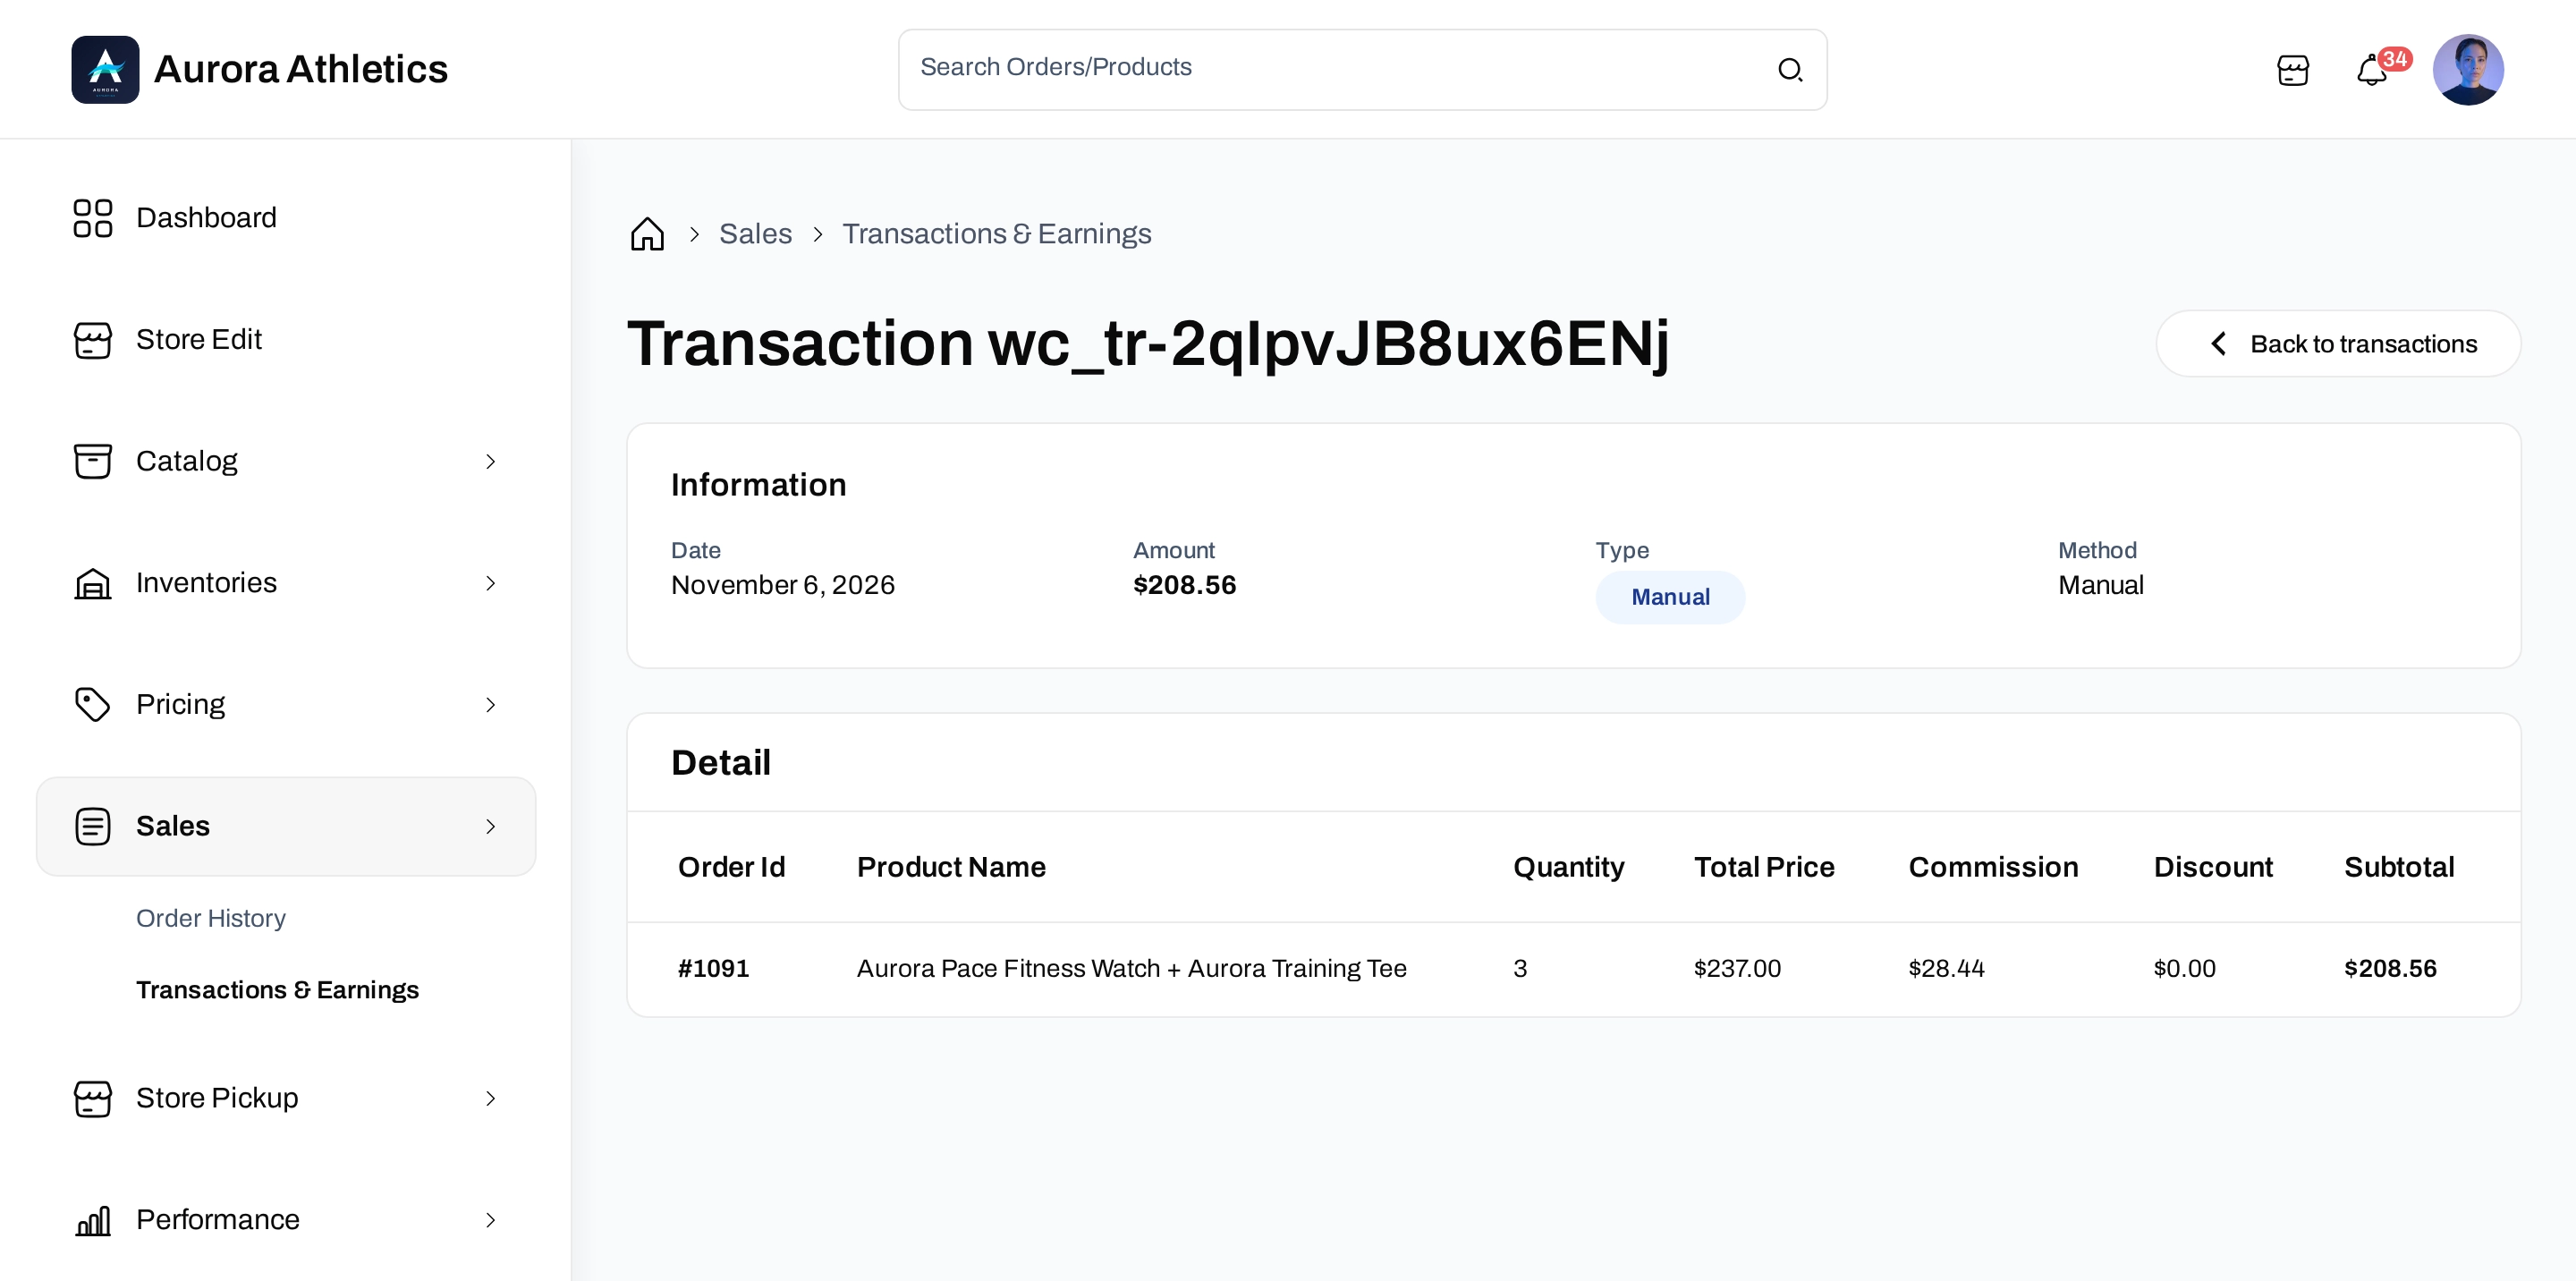 AURORA
Aurora Athletics
Search Orders/Products
34
Dashboard
Store Edit
Catalog
Inventories
Pricing
Sales
Order History
Transactions & Earnings
Store Pickup
Performance
Sales
Transactions & Earnings
Transaction wc_tr-2qIpvJB8ux6ENj
Back to transactions
Information
Date
November 6, 2026
Amount
$208.56
Type
Manual
Method
Manual
Detail
Order Id Product Name Quantity Total Price Commission Discount Subtotal
#1091 Aurora Pace Fitness Watch + Aurora Training Tee 3 $237.00 $28.44 $0.00 $208.56